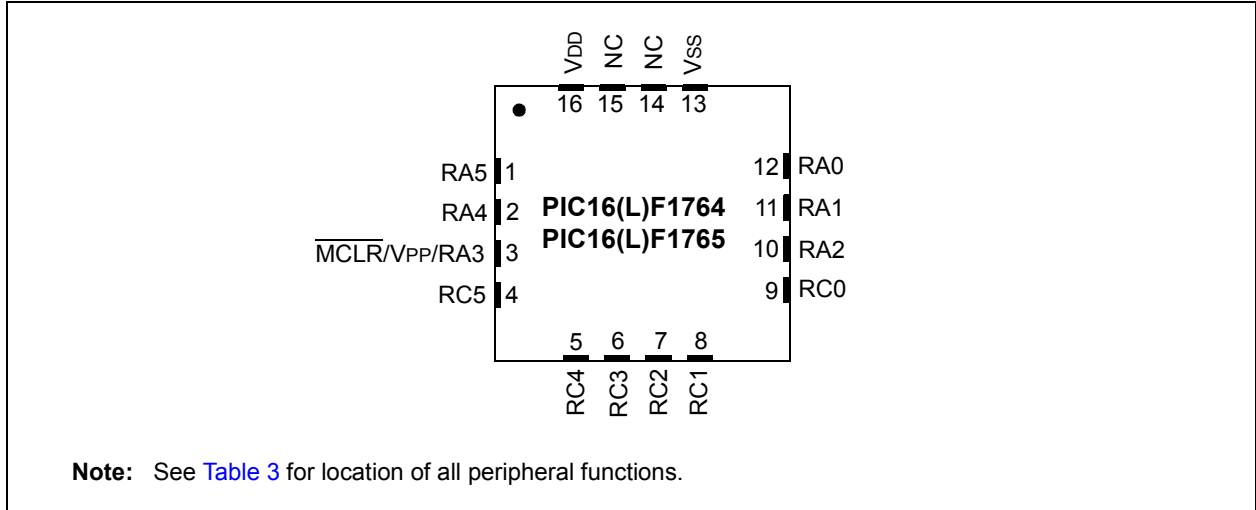 VDD NC NC VSS
16 15 14 13
RA5 1 12 RA0
RA4 2 PIC16(L)F1764 11 RA1
MCLR/VPP/RA3 3 PIC16(L)F1765 10 RA2
RC5 4 9 RC0
5 6 7 8
RC4 RC3 RC2 RC1
Note: See Table 3 for location of all peripheral functions.